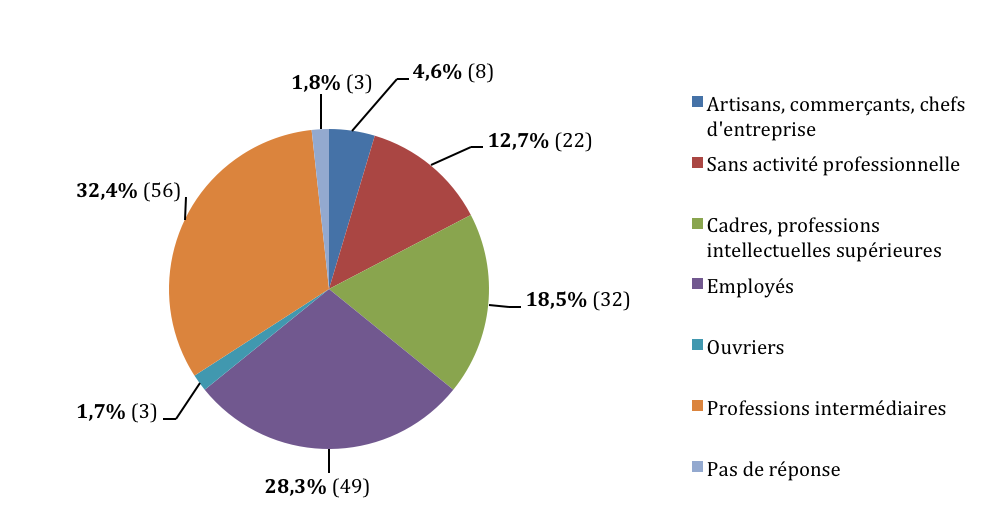 1,8% (3)
4,6% (8)
12,7% (22)
32,4% (56)
18,5% (32)
1,7% (3)
28,3% (49)
Artisans, commerçants, chefs
d'entreprise
Sans activité professionnelle
Cadres, professions
intellectuelles supérieures
Employés
Ouvriers
Professions intermédiaires
Pas de réponse